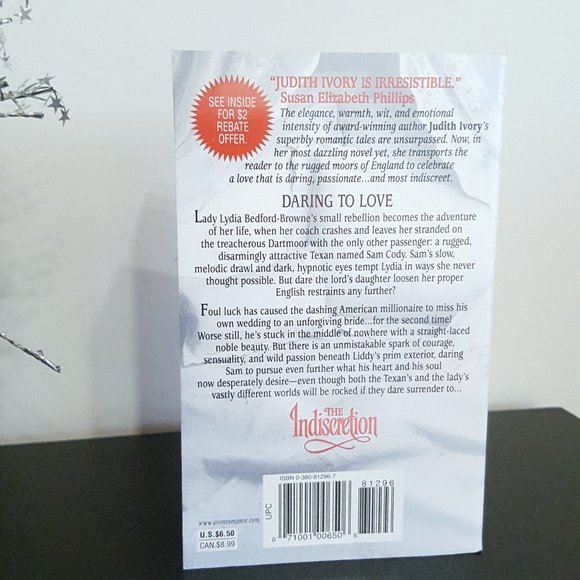 SEE INSIDE
FOR $2
REBATE
OFFER.
"JUDITH IVORY IS IRRESISTIBLE."
Susan Elizabeth Phillips
The elegance, warmth, wit, and emotional
intensity of award-winning author Judith Ivory's
superbly romantic tales are unsurpassed. Now, in
her most dazzling novel yet, she transports the
reader to the rugged moors of England to celebrate
a love that is daring, passionate...and most indiscreet.
DARING TO LOVE
Lady Lydia Bedford-Browne's small rebellion becomes the adventure
of her life, when her coach crashes and leaves her stranded on
the treacherous Dartmoor with the only other passenger: a rugged,
disarmingly attractive Texan named Sam Cody. Sam's slow,
melodic drawl and dark, hypnotic eyes tempt Lydia in ways she never
thought possible. But dare the lord's daughter loosen her proper
English restraints any further?
Foul luck has caused the dashing American millionaire to miss his
own wedding to an unforgiving bride...for the second time!
Worse still, he's stuck in the middle of nowhere with a straight-laced
noble beauty. But there is an unmistakable spark of courage,
sensuality, and wild passion beneath Liddy's prim exterior, daring
Sam to pursue even further what his heart and his soul
now desperately desire—even though both the Texan's and the lady's
vastly different worlds will be rocked if they dare surrender to...
THE
Indiscretion
ISBN 0-380-81296-7
81296
UPC
0 71001 00650 6
www.avonromance.com
U.S.$6.50
CAN.$8.99